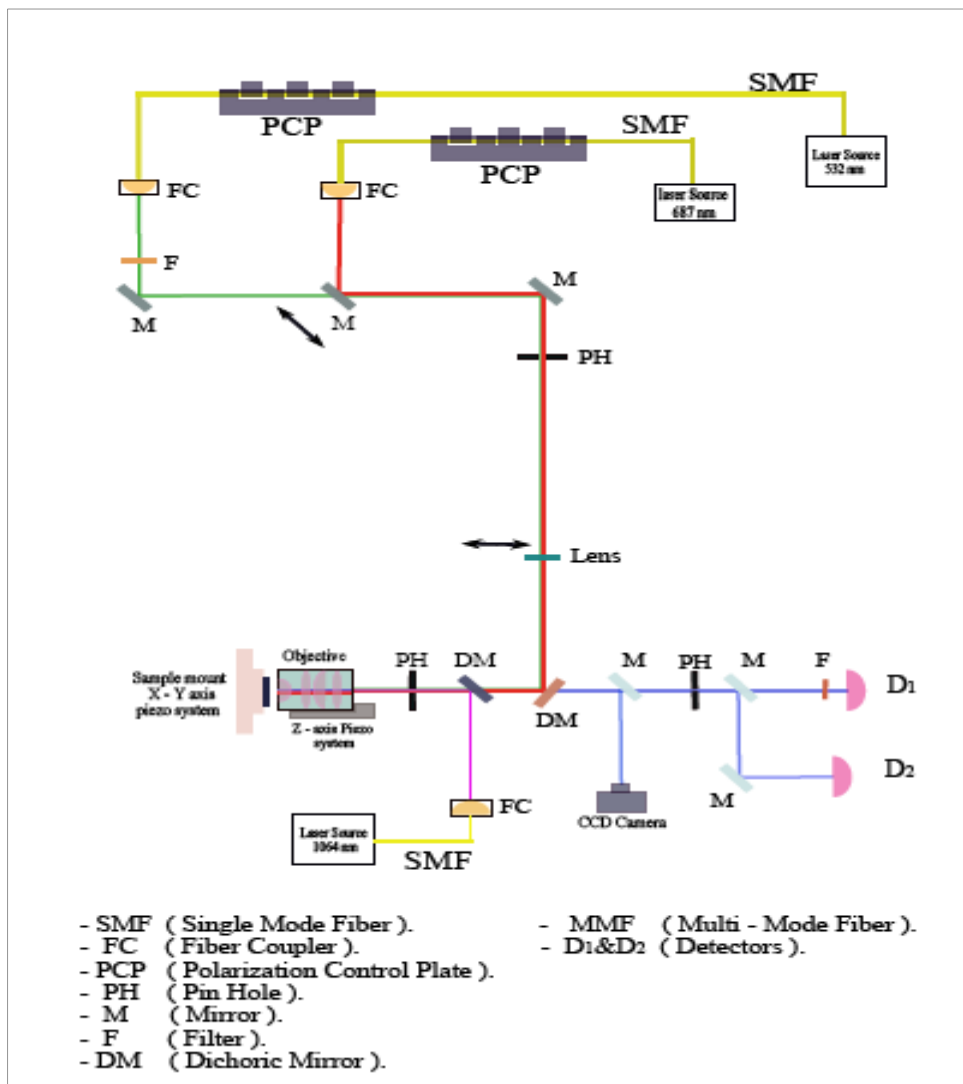 SMF
PCP
SMF
Laser Source
532 nm
PCP
FC
FC
laser Source
687 nm
F
M
M
M
PH
Lens
Objective
PH
DM
M
PH
M
F
D1
Sample mount
X - Y axis
piezo system
DM
Z - axis Piezo
system
D2
M
FC
CCD Camera
Laser Source
1064 nm
SMF
- SMF ( Single Mode Fiber ).
- FC ( Fiber Coupler ).
- PCP ( Polarization Control Plate ).
- PH ( Pin Hole ).
- M ( Mirror ).
- F ( Filter ).
- DM ( Dichoric Mirror ).
- MMF ( Multi - Mode Fiber ).
- D1&D2 ( Detectors ).